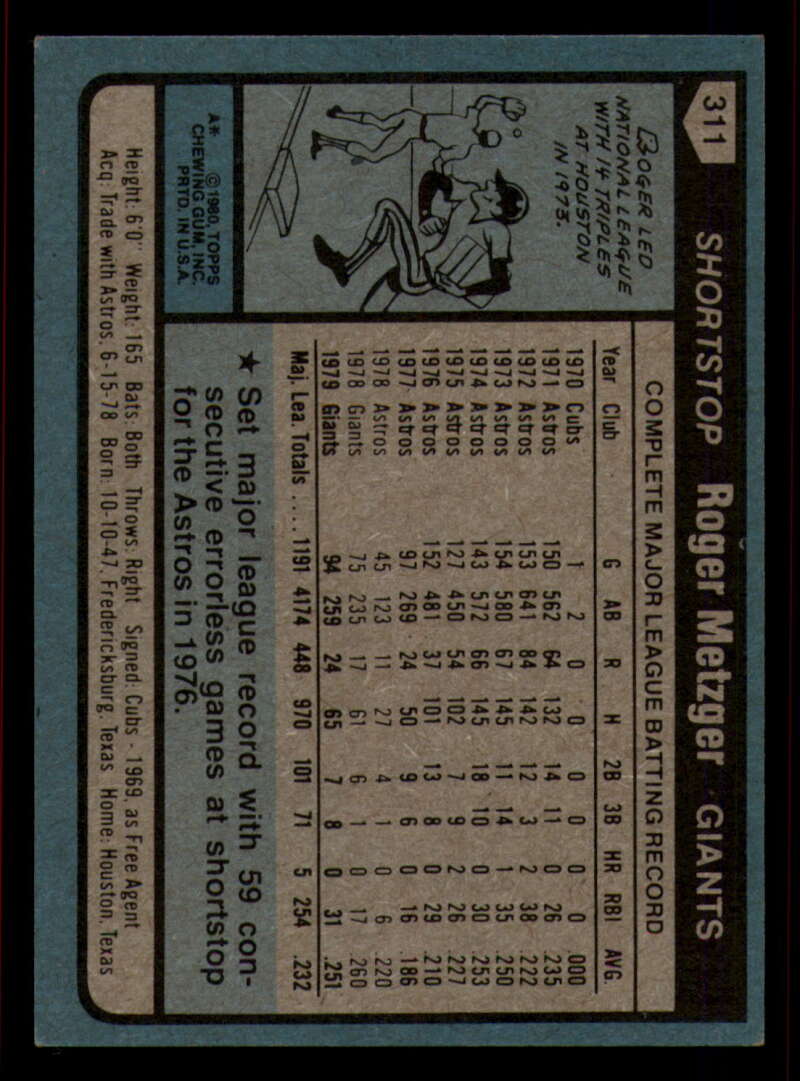 311
SHORTSTOP Roger Metzger GIANTS
ROGER LED
NATIONAL LEAGUE
WITH 14 TRIPLES
AT HOUSTON
IN 1973.
A* ©1980, TOPPS
CHEWING GUM, INC.
PRTD. IN U.S.A.
COMPLETE MAJOR LEAGUE BATTING RECORD
Year Club G AB R H 2B 3B HR RBI AVG.
1970 Cubs 1 2 0 0 0 0 0 0 .000
1971 Astros 150 562 64 132 14 11 0 26 .235
1972 Astros 153 641 84 142 12 3 2 38 .222
1973 Astros 154 580 67 145 11 14 1 35 .250
1974 Astros 143 572 66 145 18 10 0 30 .253
1975 Astros 127 450 54 102 7 9 2 26 .227
1976 Astros 152 481 37 101 13 8 0 29 .210
1977 Astros 97 269 24 50 9 6 0 16 .186
1978 Astros 45 123 11 27 4 1 0 6 .220
1978 Giants 75 235 17 61 6 1 0 17 .260
1979 Giants 94 259 24 65 7 8 0 31 .251
Maj. Lea. Totals .... 1191 4174 448 970 101 71 5 254 .232
★ Set major league record with 59 con-
secutive errorless games at shortstop
for the Astros in 1976.
Height: 6'0" Weight: 165 Bats: Both Throws: Right Signed: Cubs - 1969, as Free Agent
Acq: Trade with Astros, 6-15-78 Born: 10-10-47, Fredericksburg, Texas Home: Houston, Texas